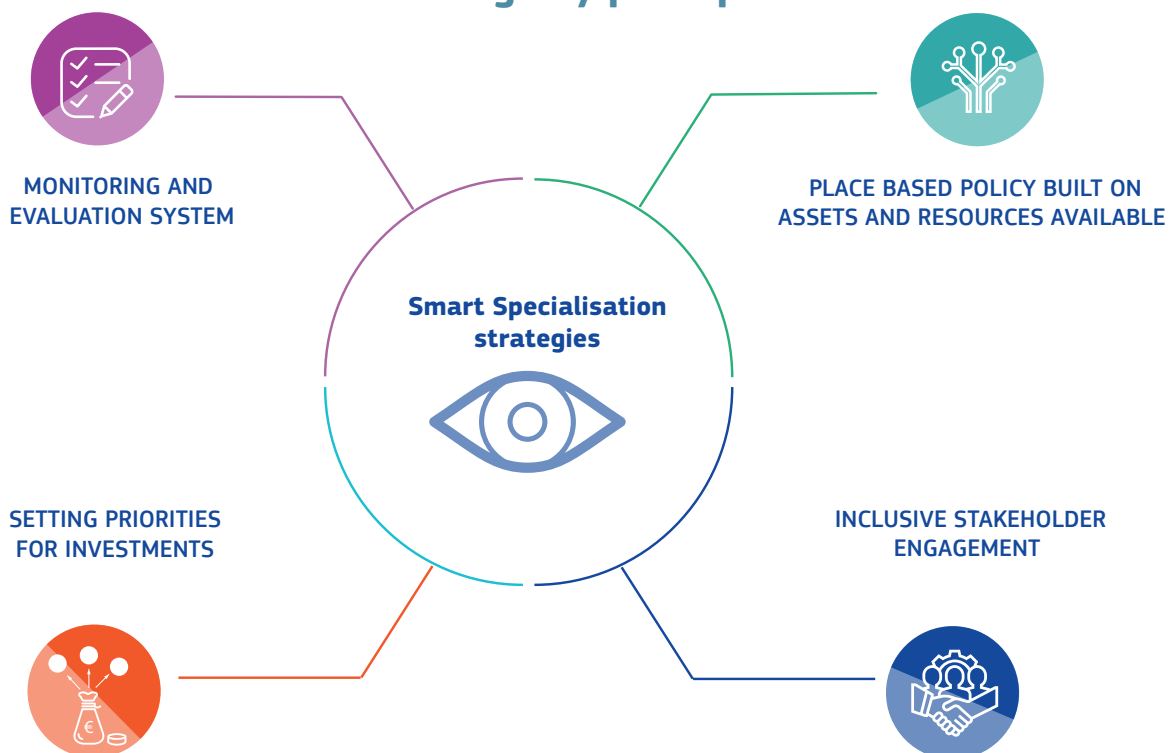 MONITORING AND
EVALUATION SYSTEM
PLACE BASED POLICY BUILT ON
ASSETS AND RESOURCES AVAILABLE
Smart Specialisation
strategies
SETTING PRIORITIES
FOR INVESTMENTS
INCLUSIVE STAKEHOLDER
ENGAGEMENT
€